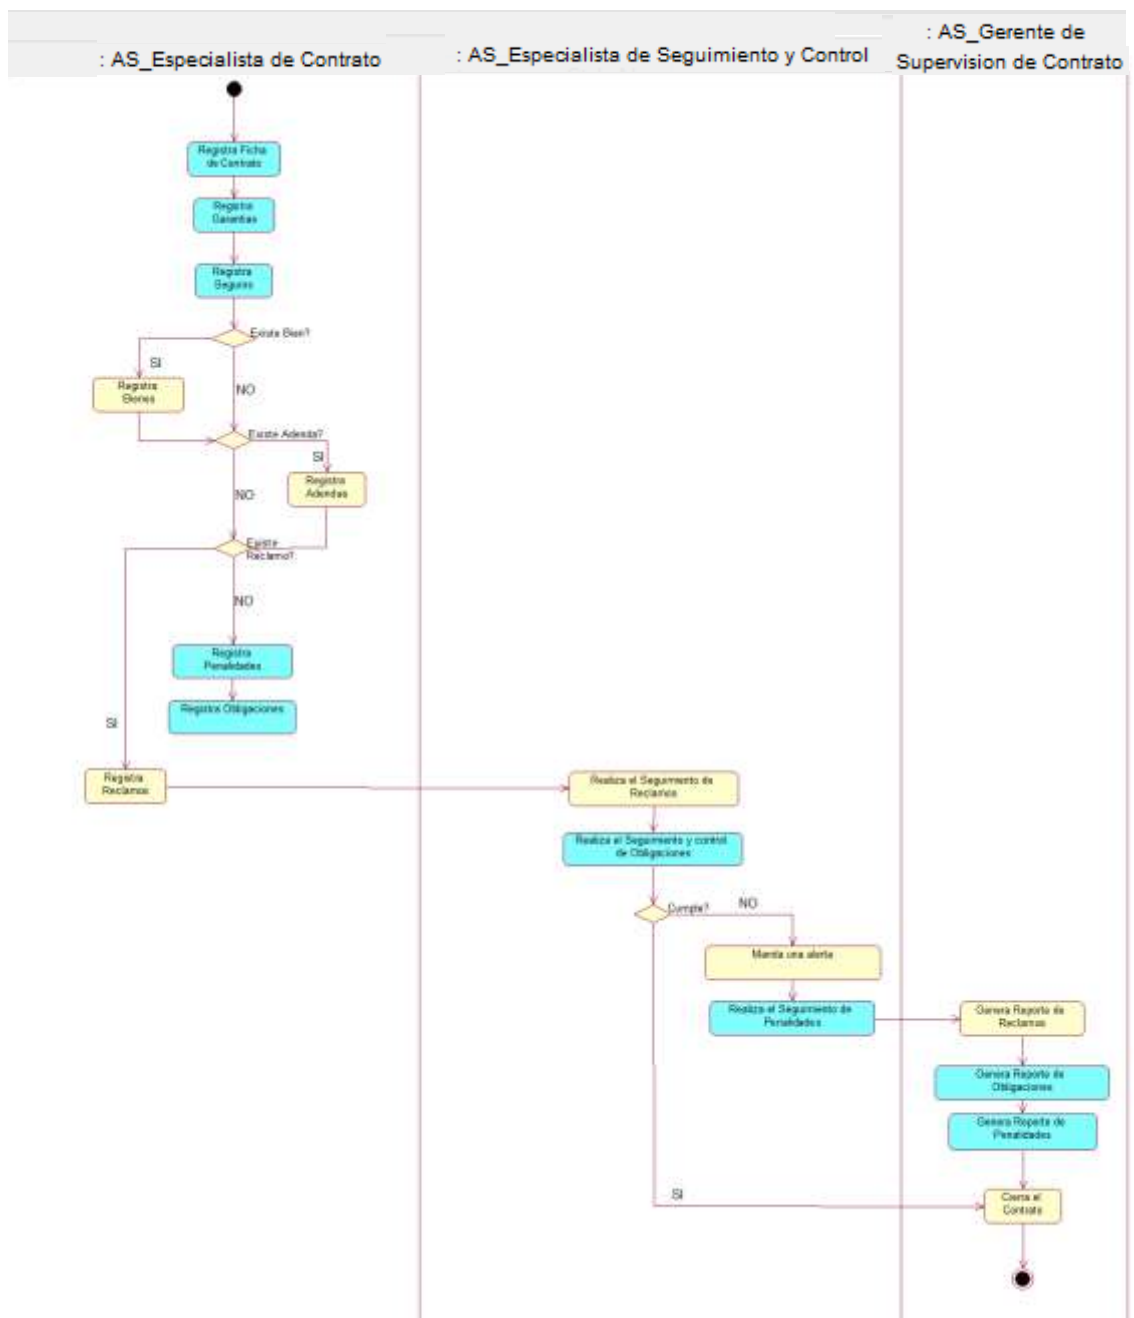 : AS_Especialista de Contrato
: AS_Especialista de Seguimiento y Control
: AS_Gerente de
Supervision de Contrato
Registra Ficha
de Contrato
Registra
Garantias
Registra
Seguros
Existe Bien?
SI
Registra
Bienes
NO
Existe Adenda?
SI
Registra
Adendas
NO
Existe
Reclamo?
NO
Registra
Penalidades
Registra Obligaciones
SI
Registra
Reclamos
Realiza el Seguimiento de
Reclamos
Realiza el Seguimiento y control
de Obligaciones
Cumple?
NO
Manda una alerta
Realiza el Seguimiento de
Penalidades
Genera Reporte de
Reclamos
Genera Reporte de
Obligaciones
Genera Reporte de
Penalidades
SI
Cierra el
Contrato